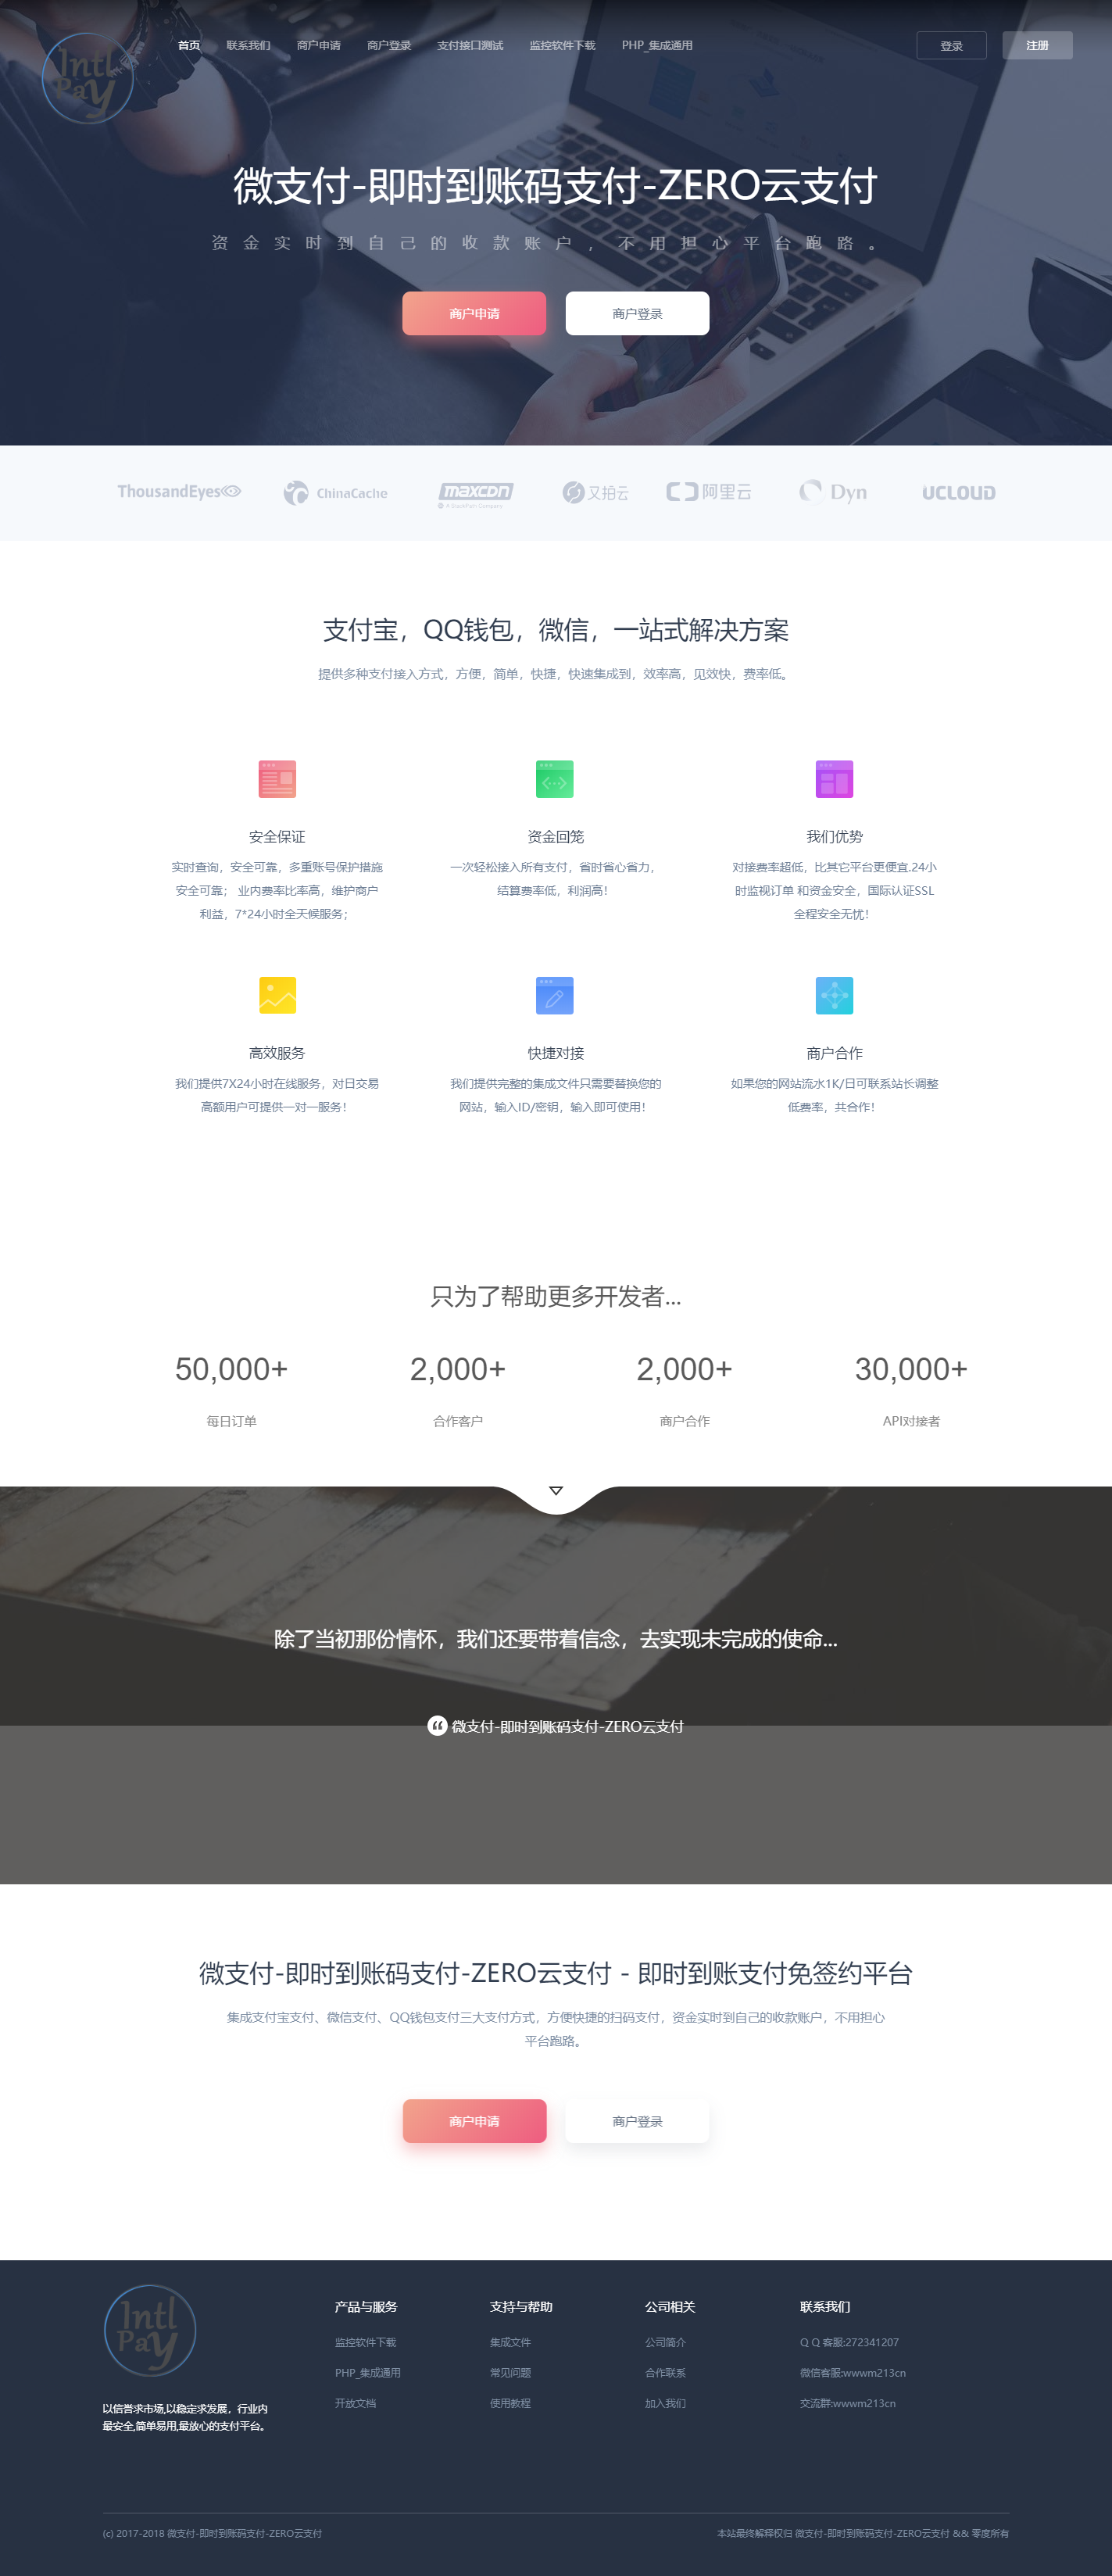 Intl Pay
首页 联系我们 商户申请 商户登录 支付接口测试 监控软件下载 PHP_集成通用 登录 注册
微支付-即时到账码支付-ZERO云支付
资金实时到自己的收款账户，不用担心平台跑路。
商户申请 商户登录
ThousandEyes ChinaCache maxcdn A StackPath Company 又拍云 阿里云 Dyn UCLOUD
支付宝，QQ钱包，微信，一站式解决方案
提供多种支付接入方式，方便，简单，快捷，快速集成到，效率高，见效快，费率低。
安全保证
实时查询，安全可靠，多重账号保护措施
安全可靠； 业内费率比率高，维护商户
利益，7*24小时全天候服务；
资金回笼
一次轻松接入所有支付，省时省心省力，
结算费率低，利润高！
我们优势
对接费率超低，比其它平台更便宜.24小
时监视订单 和资金安全，国际认证SSL
全程安全无忧！
高效服务
我们提供7X24小时在线服务，对日交易
高额用户可提供一对一服务！
快捷对接
我们提供完整的集成文件只需要替换您的
网站，输入ID/密钥，输入即可使用！
商户合作
如果您的网站流水1K/日可联系站长调整
低费率，共合作！
只为了帮助更多开发者...
50,000+ 2,000+ 2,000+ 30,000+
每日订单 合作客户 商户合作 API对接者
除了当初那份情怀，我们还要带着信念，去实现未完成的使命...
微支付-即时到账码支付-ZERO云支付
微支付-即时到账码支付-ZERO云支付 - 即时到账支付免签约平台
集成支付宝支付、微信支付、QQ钱包支付三大支付方式，方便快捷的扫码支付，资金实时到自己的收款账户，不用担心
平台跑路。
商户申请 商户登录
Intl Pay
以信誉求市场,以稳定求发展，行业内
最安全,简单易用,最放心的支付平台。
产品与服务
监控软件下载
PHP_集成通用
开放文档
支持与帮助
集成文件
常见问题
使用教程
公司相关
公司简介
合作联系
加入我们
联系我们
Q Q 客服:272341207
微信客服:wwwm213cn
交流群:wwwm213cn
(c) 2017-2018 微支付-即时到账码支付-ZERO云支付
本站最终解释权归 微支付-即时到账码支付-ZERO云支付 && 零度所有